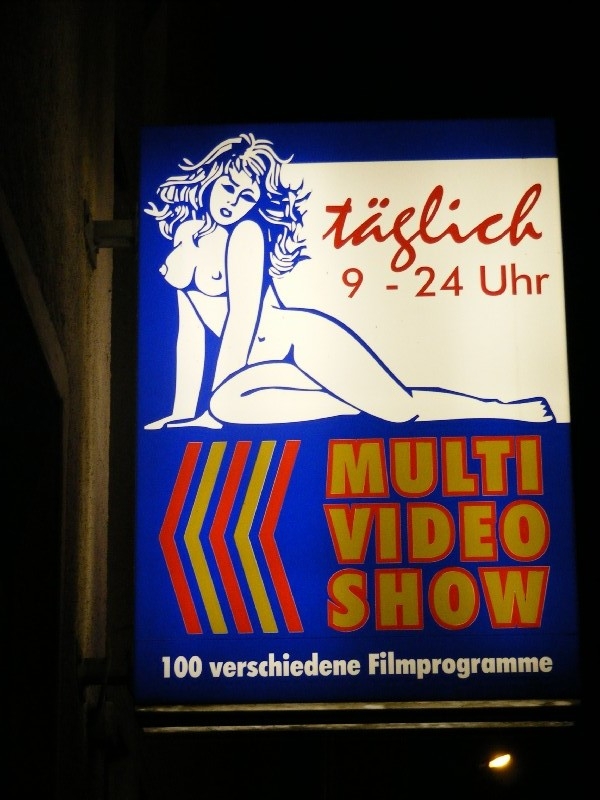 täglich
9 - 24 Uhr
MULTI
VIDEO
SHOW
100 verschiedene Filmprogramme